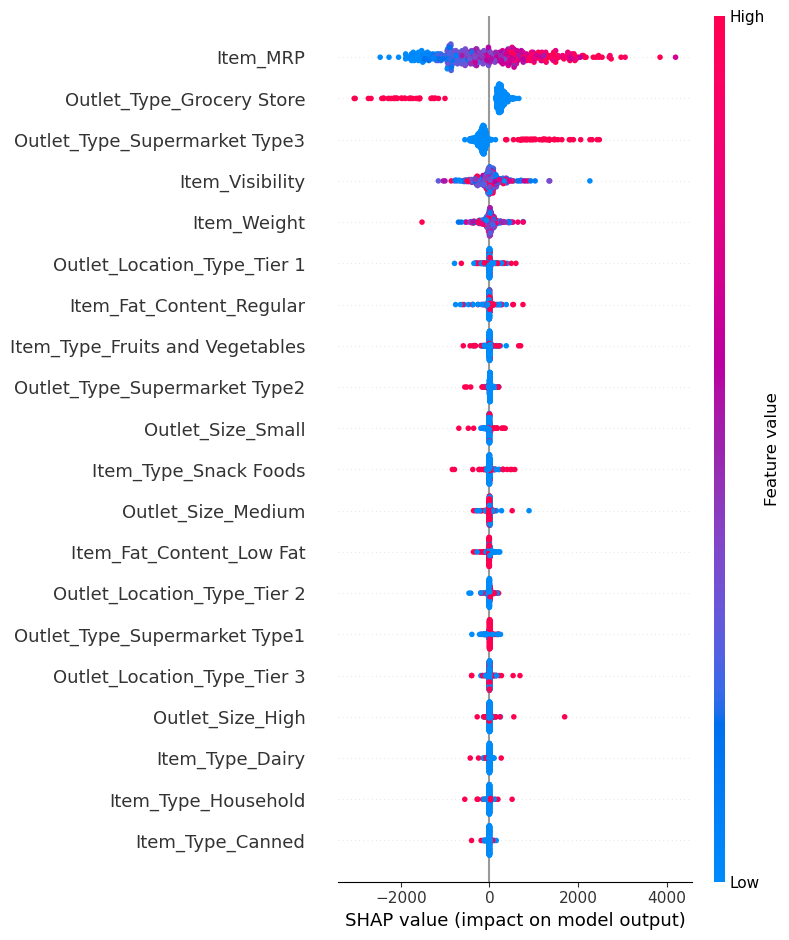 High
Item_MRP
Outlet_Type_Grocery Store
Outlet_Type_Supermarket Type3
Item_Visibility
Item_Weight
Outlet_Location_Type_Tier 1
Item_Fat_Content_Regular
Item_Type_Fruits and Vegetables
Outlet_Type_Supermarket Type2
Outlet_Size_Small
Item_Type_Snack Foods
Outlet_Size_Medium
Item_Fat_Content_Low Fat
Outlet_Location_Type_Tier 2
Outlet_Type_Supermarket Type1
Outlet_Location_Type_Tier 3
Outlet_Size_High
Item_Type_Dairy
Item_Type_Household
Item_Type_Canned
Feature value
Low
−2000 0 2000 4000
SHAP value (impact on model output)